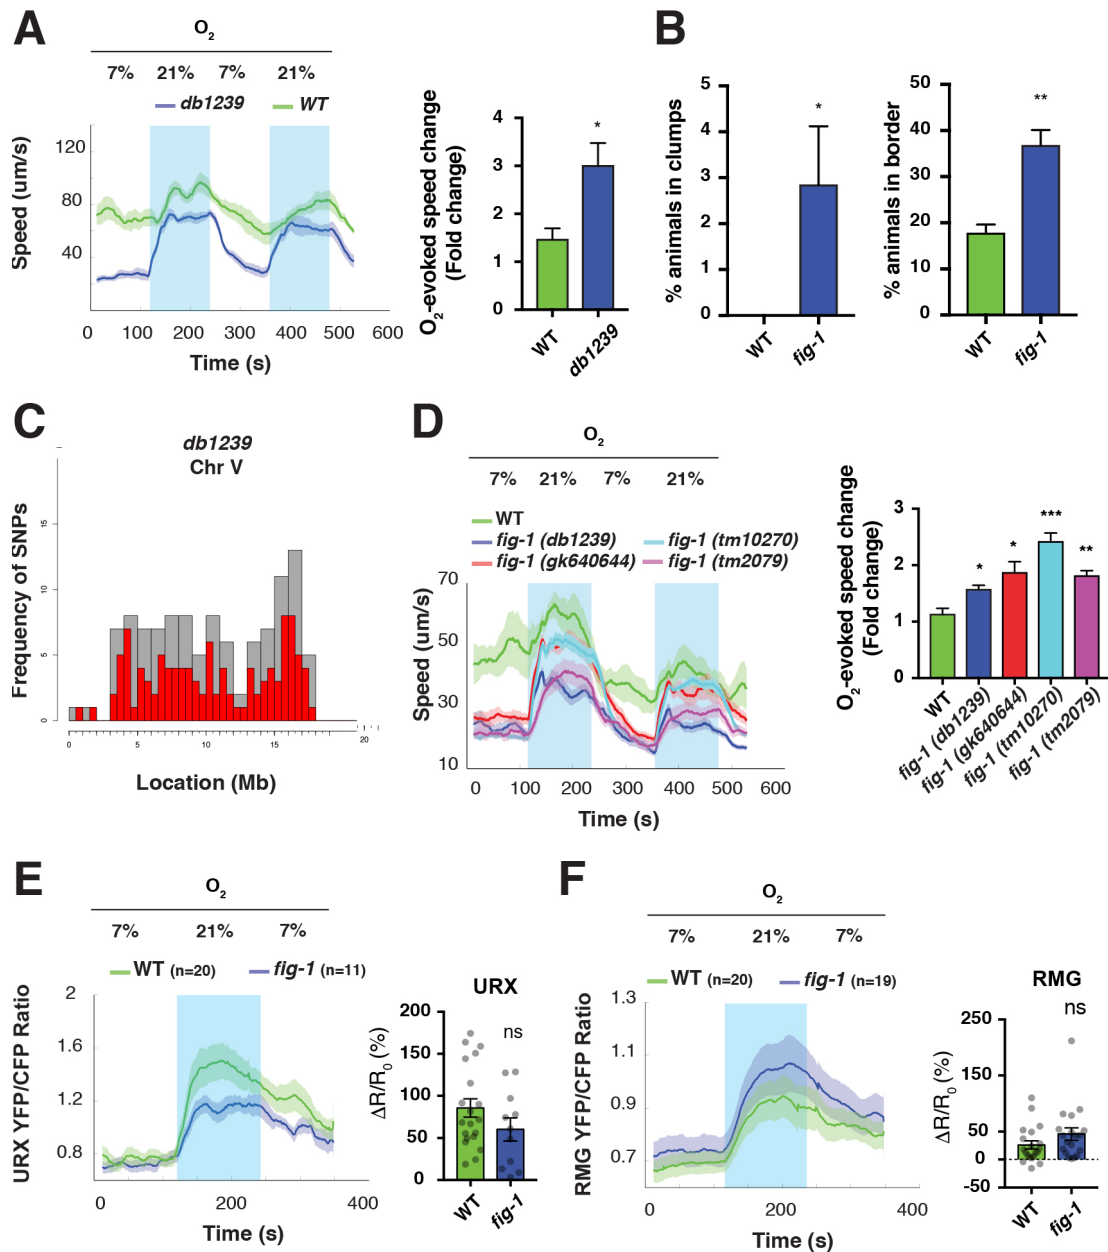 A
O2
7% 21% 7% 21%
db1239 WT
Speed (um/s)
120
80
40
0 100 200 300 400 500 600
Time (s)
O2-evoked speed change
(Fold change)
4
3
2
1
0
*
WT db1239
B
% animals in clumps
5
4
3
2
1
0
*
WT fig-1
% animals in border
50
40
30
20
10
0
**
WT fig-1
C
db1239
Chr V
Frequency of SNPs
15
10
5
0
0 5 10 15 20
Location (Mb)
D
O2
7% 21% 7% 21%
WT
fig-1 (db1239) fig-1 (tm10270)
fig-1 (gk640644) fig-1 (tm2079)
Speed (um/s)
70
50
30
10
0 100 200 300 400 500 600
Time (s)
O2-evoked speed change
(Fold change)
3
2
1
0
* * *** **
WT
fig-1 (db1239)
fig-1 (gk640644)
fig-1 (tm10270)
fig-1 (tm2079)
E
O2
7% 21% 7%
WT (n=20) fig-1 (n=11)
URX YFP/CFP Ratio
2
1.6
1.2
0.8
0 200 400
Time (s)
URX
ΔR/R0 (%)
200
150
100
50
0
ns
WT fig-1
F
O2
7% 21% 7%
WT (n=20) fig-1 (n=19)
RMG YFP/CFP Ratio
1.3
1.1
0.9
0.7
0 200 400
Time (s)
RMG
ΔR/R0 (%)
250
150
50
0
-50
ns
WT fig-1